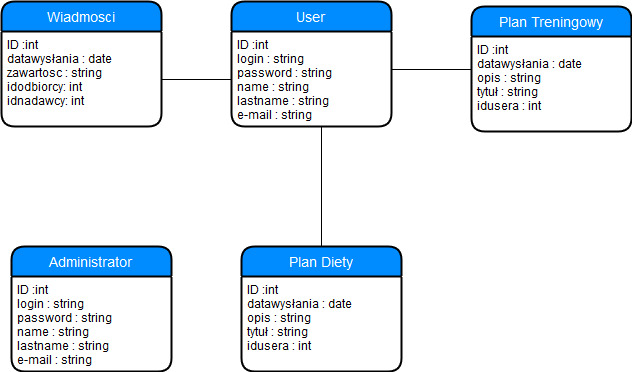 Wiadmosci
ID :int
datawysłania : date
zawartosc : string
idodbiorcy: int
idnadawcy: int
User
ID :int
login : string
password : string
name : string
lastname : string
e-mail : string
Plan Treningowy
ID :int
datawysłania : date
opis : string
tytuł : string
idusera : int
Administrator
ID :int
login : string
password : string
name : string
lastname : string
e-mail : string
Plan Diety
ID :int
datawysłania : date
opis : string
tytuł : string
idusera : int